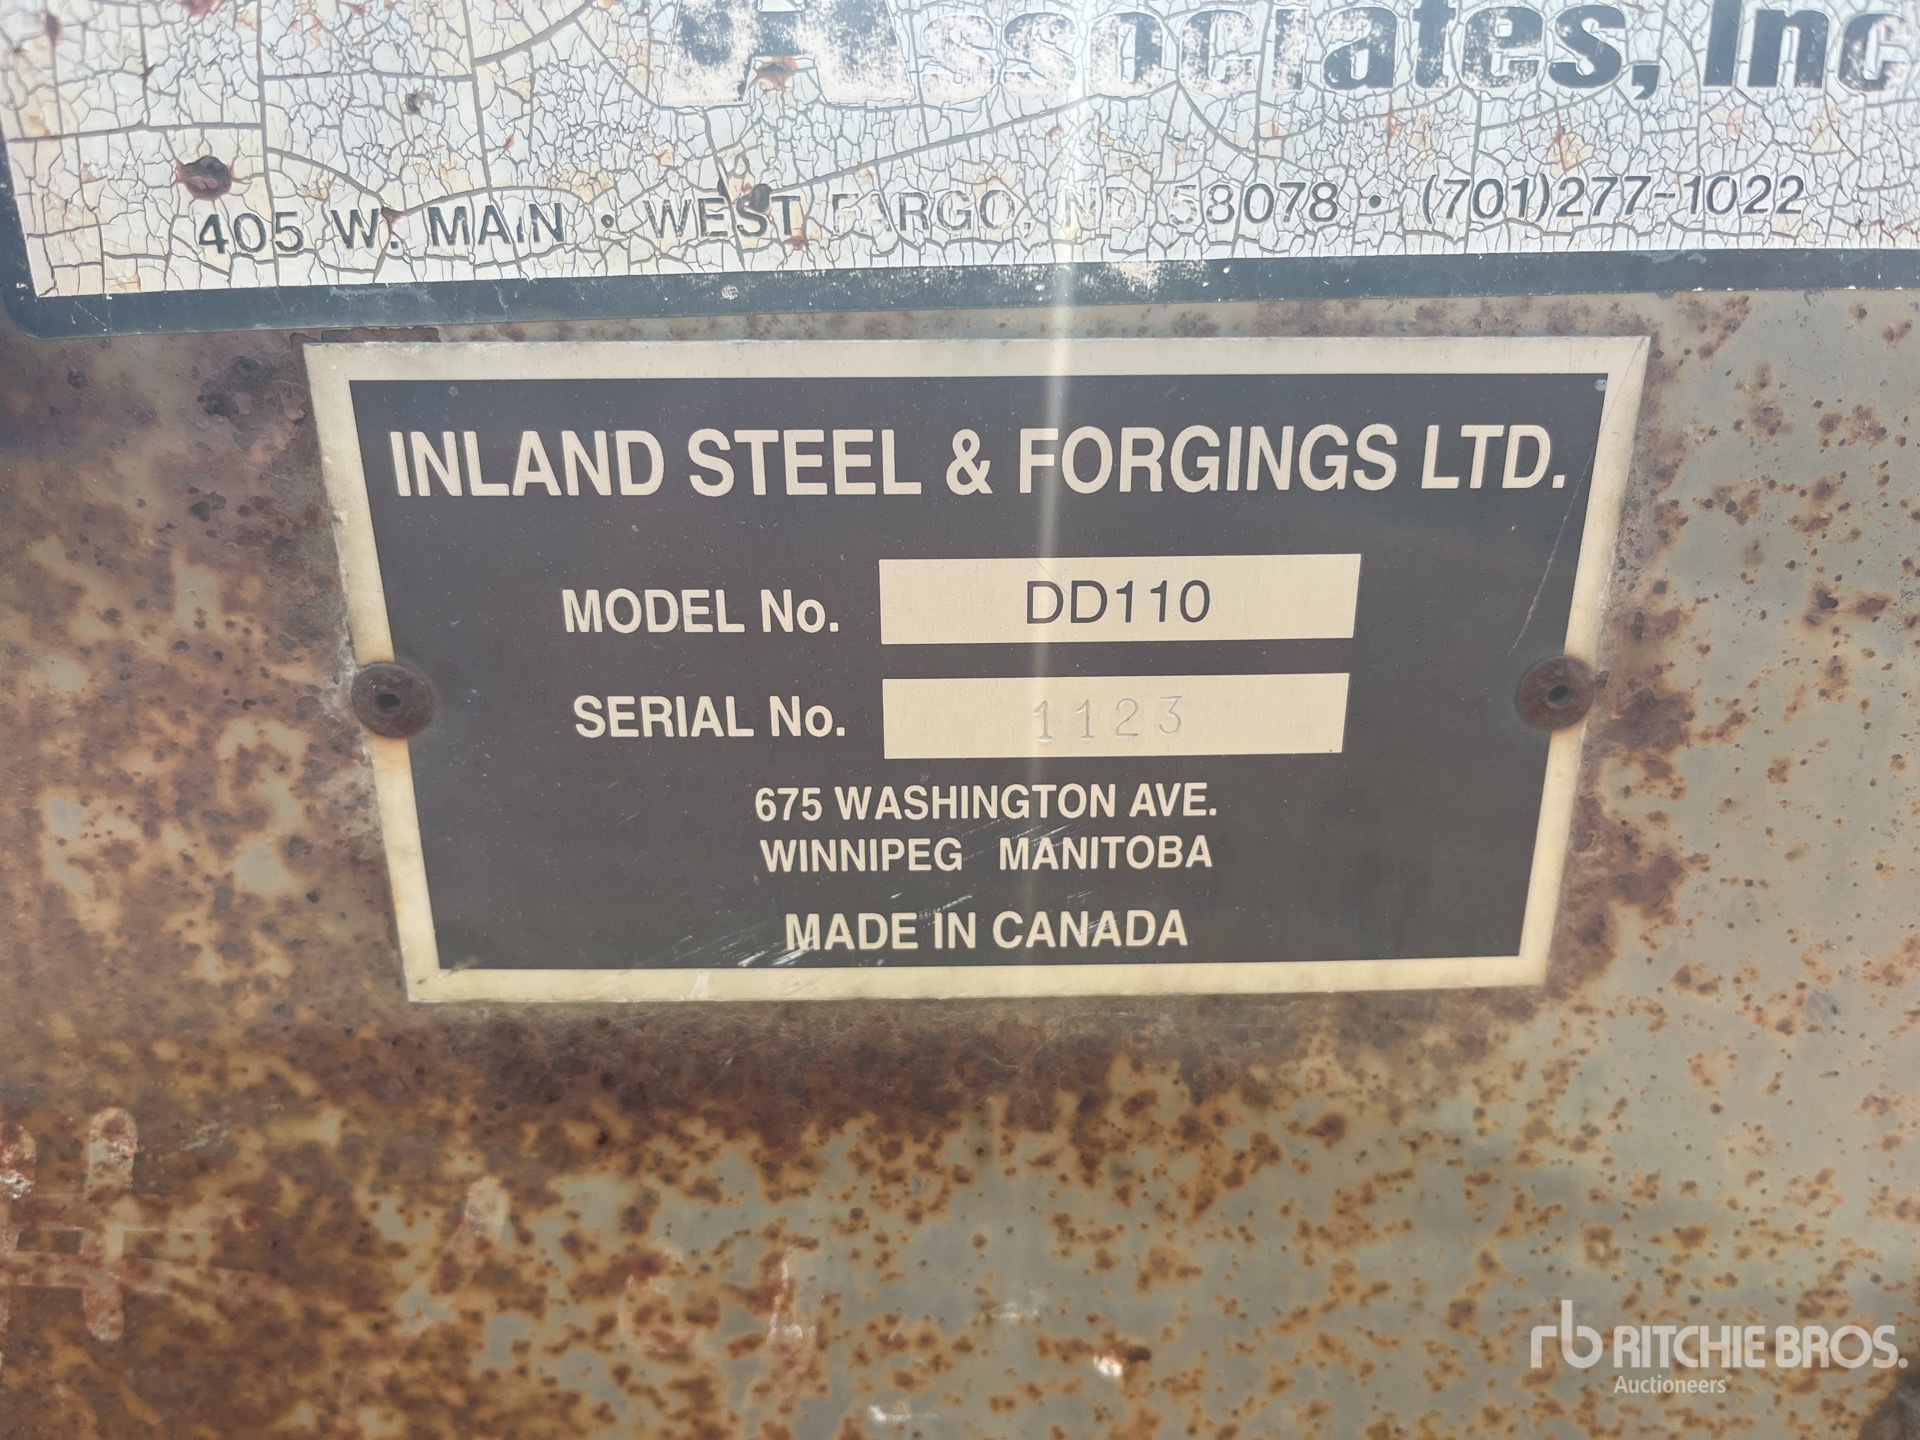 Associates, Inc
405 W. MAIN • WEST FARGO, ND 58078 • (701)277-1022
INLAND STEEL & FORGINGS LTD.
MODEL No. DD110
SERIAL No. 1123
675 WASHINGTON AVE.
WINNIPEG MANITOBA
MADE IN CANADA
rb RITCHIE BROS.
Auctioneers